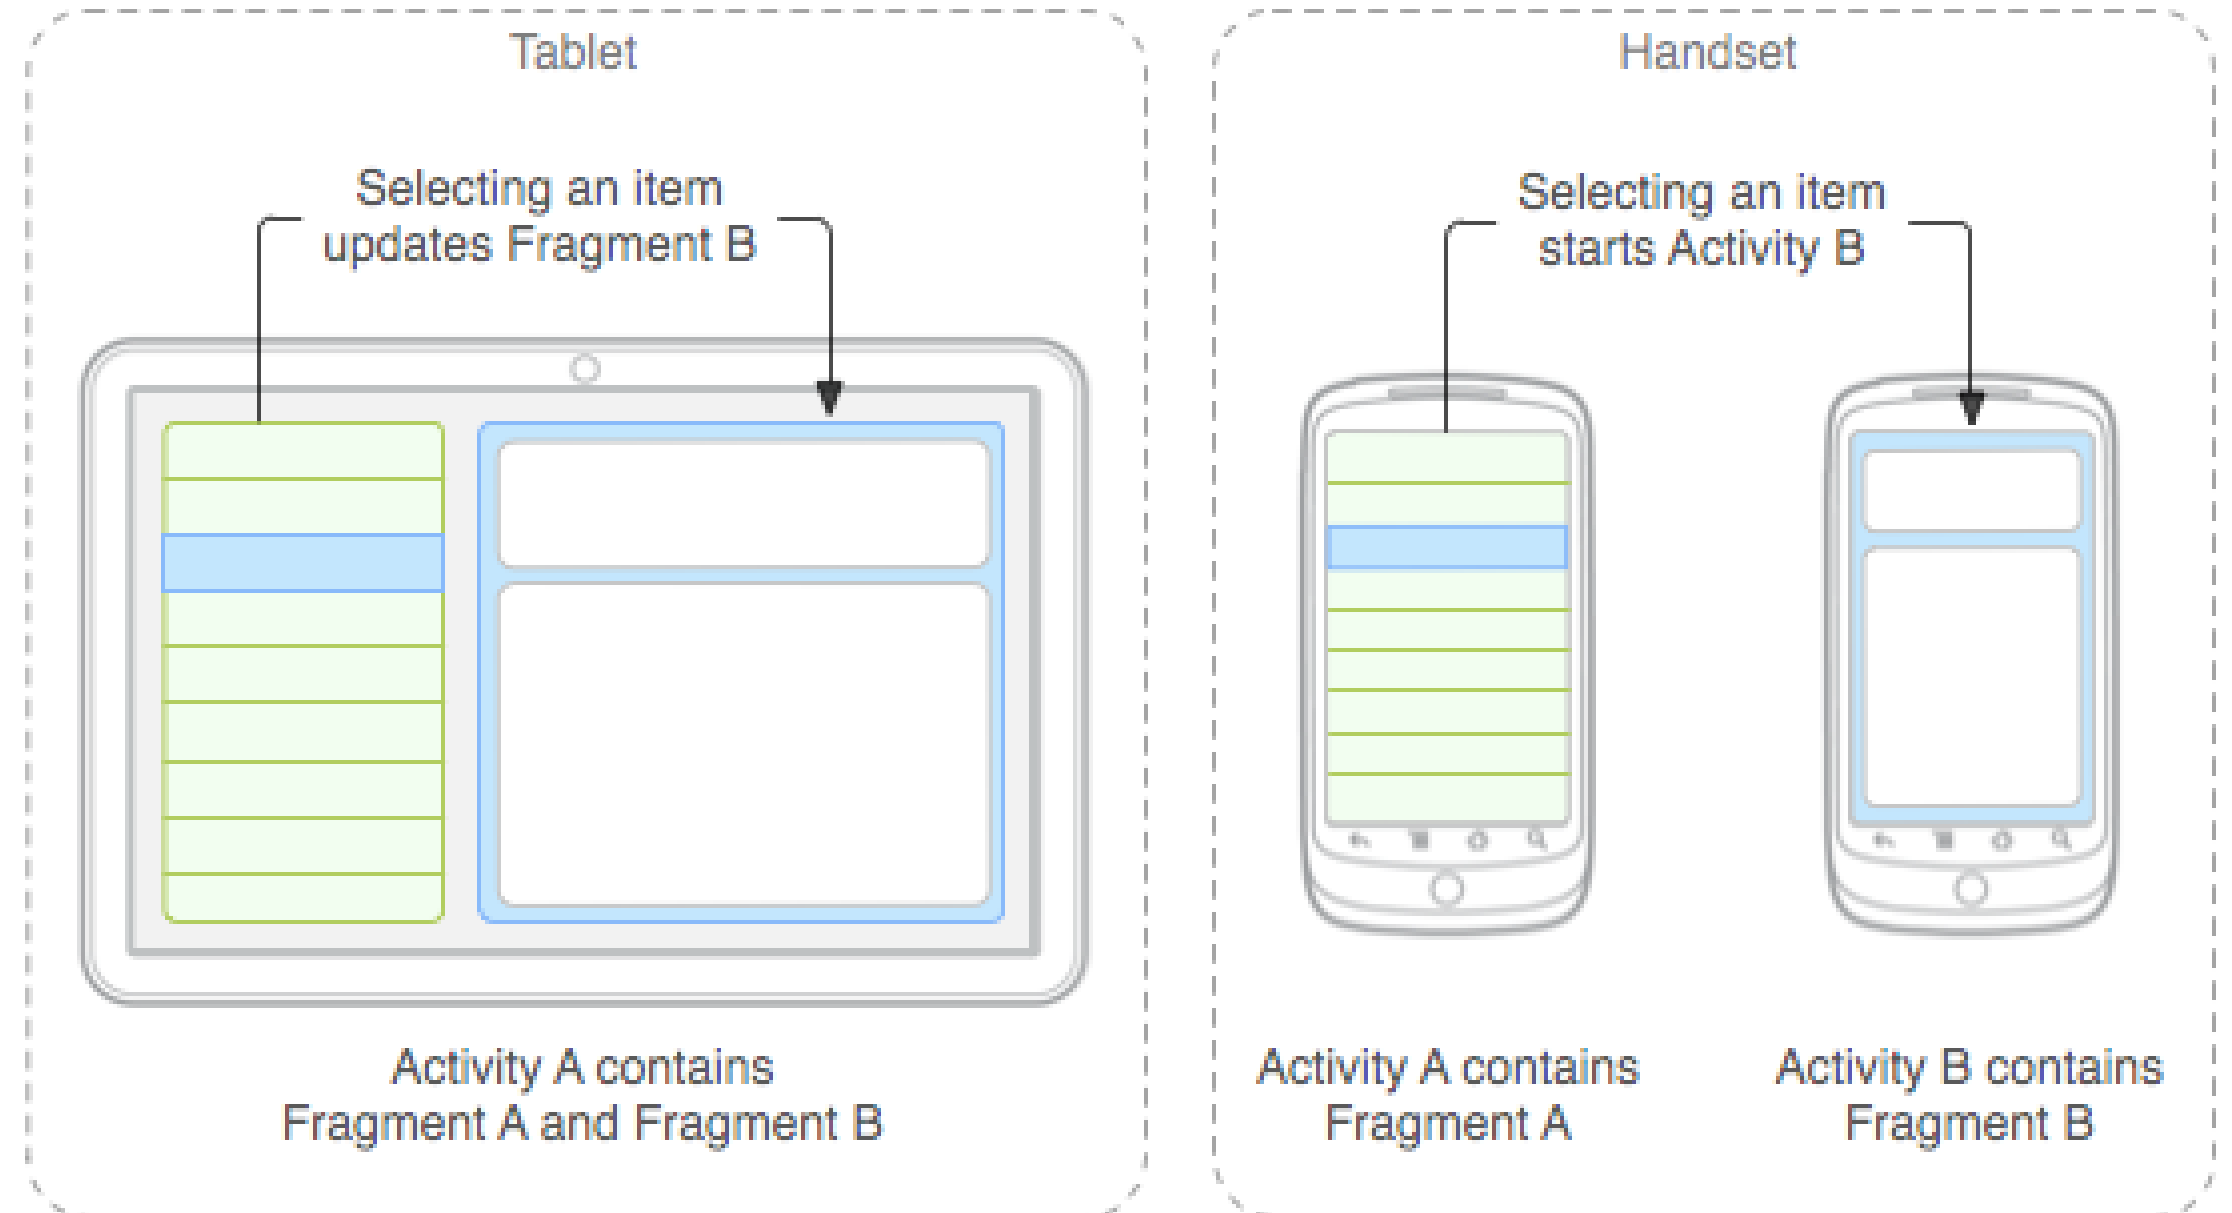 Tablet
Selecting an item
updates Fragment B
Activity A contains
Fragment A and Fragment B
Handset
Selecting an item
starts Activity B
Activity A contains
Fragment A
Activity B contains
Fragment B